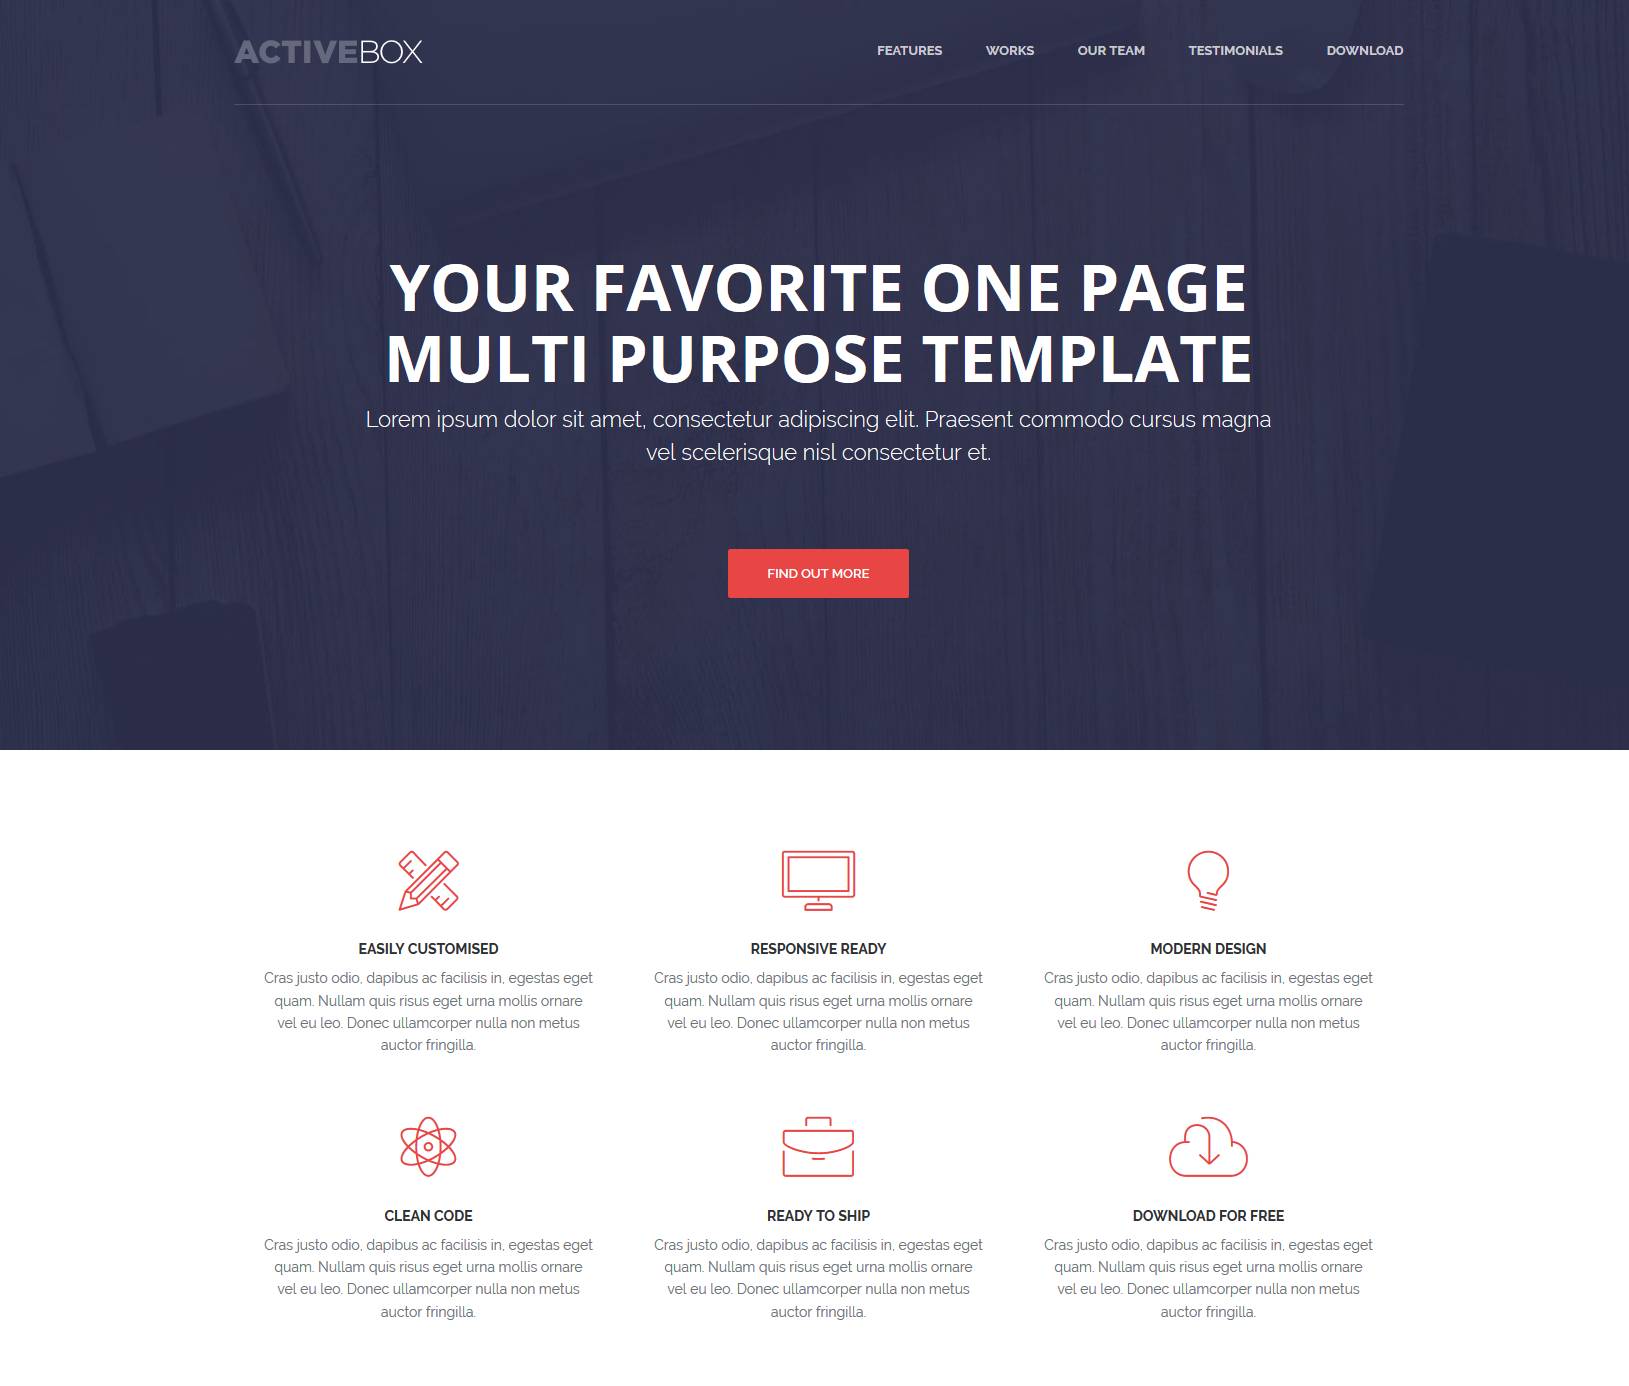 ACTIVEBOX
FEATURES WORKS OUR TEAM TESTIMONIALS DOWNLOAD
YOUR FAVORITE ONE PAGE
MULTI PURPOSE TEMPLATE
Lorem ipsum dolor sit amet, consectetur adipiscing elit. Praesent commodo cursus magna
vel scelerisque nisl consectetur et.
FIND OUT MORE
EASILY CUSTOMISED
Cras justo odio, dapibus ac facilisis in, egestas eget
quam. Nullam quis risus eget urna mollis ornare
vel eu leo. Donec ullamcorper nulla non metus
auctor fringilla.
RESPONSIVE READY
Cras justo odio, dapibus ac facilisis in, egestas eget
quam. Nullam quis risus eget urna mollis ornare
vel eu leo. Donec ullamcorper nulla non metus
auctor fringilla.
MODERN DESIGN
Cras justo odio, dapibus ac facilisis in, egestas eget
quam. Nullam quis risus eget urna mollis ornare
vel eu leo. Donec ullamcorper nulla non metus
auctor fringilla.
CLEAN CODE
Cras justo odio, dapibus ac facilisis in, egestas eget
quam. Nullam quis risus eget urna mollis ornare
vel eu leo. Donec ullamcorper nulla non metus
auctor fringilla.
READY TO SHIP
Cras justo odio, dapibus ac facilisis in, egestas eget
quam. Nullam quis risus eget urna mollis ornare
vel eu leo. Donec ullamcorper nulla non metus
auctor fringilla.
DOWNLOAD FOR FREE
Cras justo odio, dapibus ac facilisis in, egestas eget
quam. Nullam quis risus eget urna mollis ornare
vel eu leo. Donec ullamcorper nulla non metus
auctor fringilla.